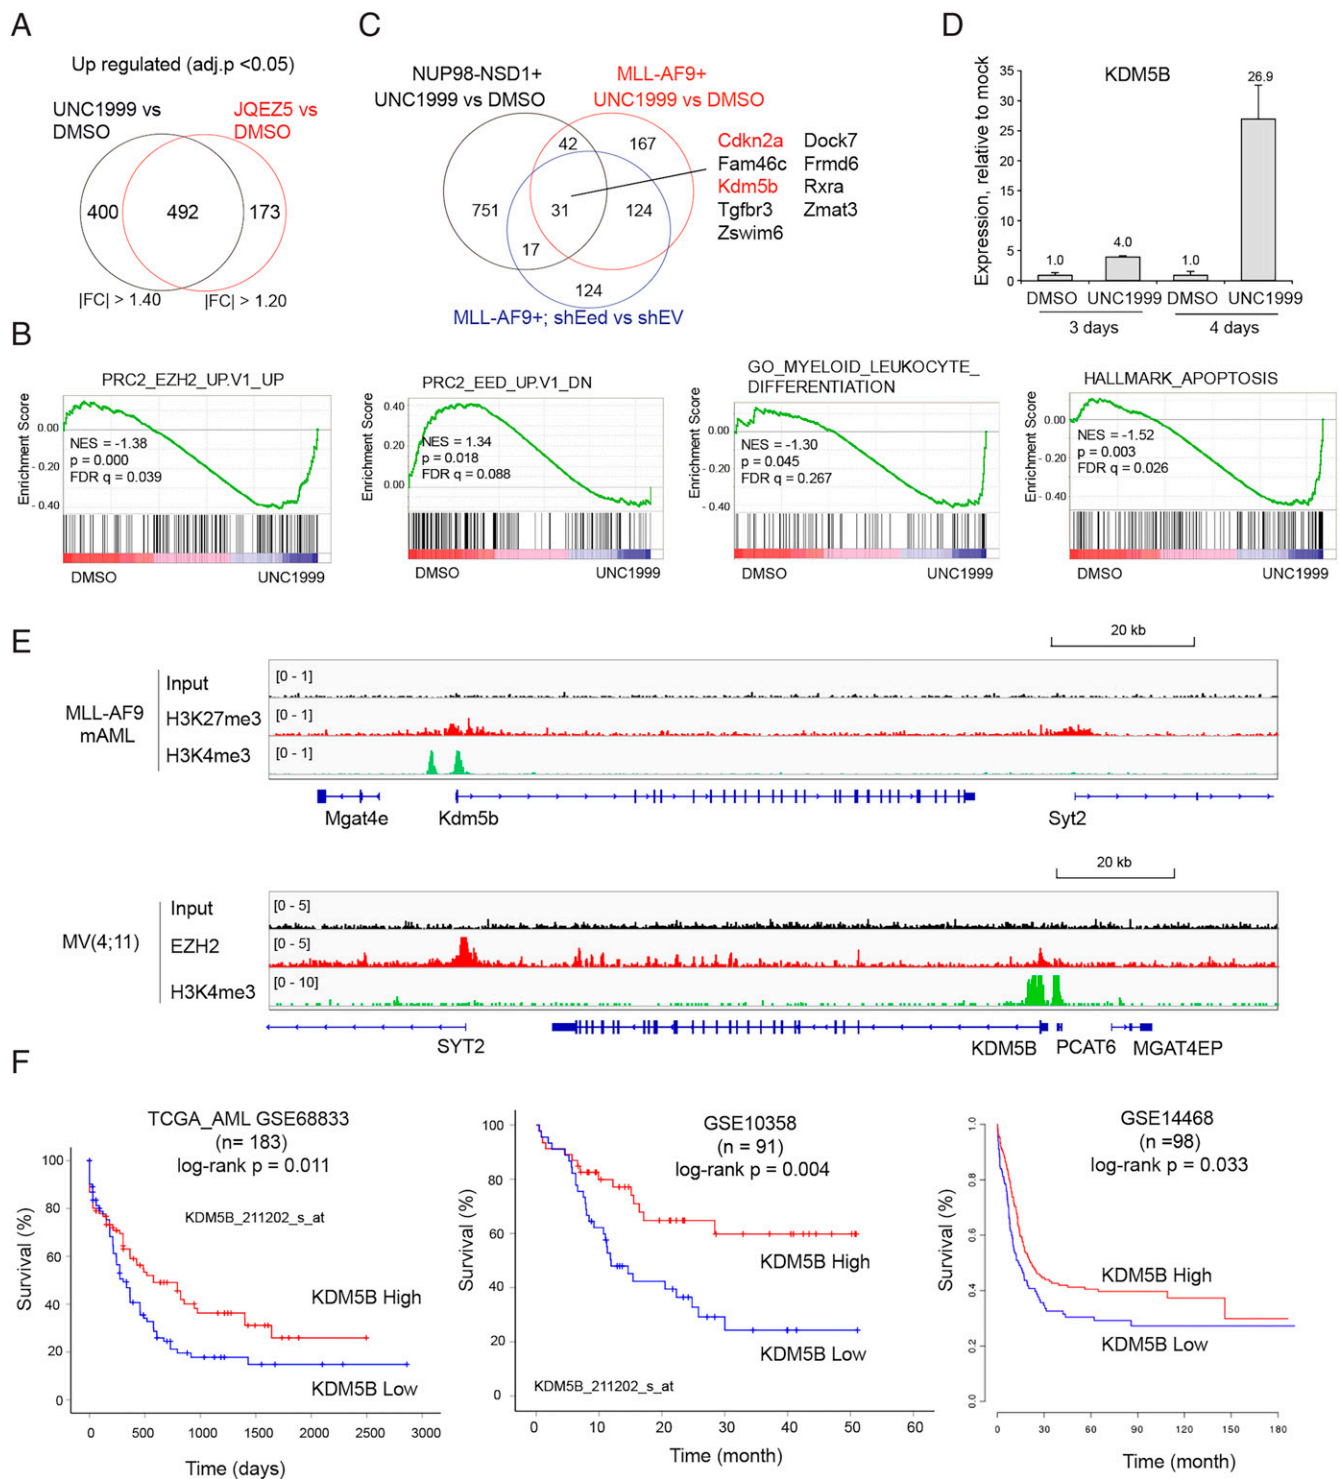 A
Up regulated (adj.p <0.05)
UNC1999 vs
DMSO
JQEZ5 vs
DMSO
400
492
173
|FC| > 1.40
|FC| > 1.20
C
NUP98-NSD1+
UNC1999 vs DMSO
MLL-AF9+
UNC1999 vs DMSO
42
167
751
31
124
17
124
MLL-AF9+; shEed vs shEV
Cdkn2a Dock7
Fam46c Frmd6
Kdm5b Rxra
Tgfbr3 Zmat3
Zswim6
D
KDM5B
Expression, relative to mock
35
30
25
20
15
10
5
0
1.0
4.0
1.0
26.9
DMSO UNC1999 DMSO UNC1999
3 days 4 days
B
PRC2_EZH2_UP.V1_UP
Enrichment Score
0.00
- 0.20
- 0.40
NES = -1.38
p = 0.000
FDR q = 0.039
DMSO UNC1999
PRC2_EED_UP.V1_DN
Enrichment Score
0.40
0.20
0.00
NES = 1.34
p = 0.018
FDR q = 0.088
DMSO UNC1999
GO_MYELOID_LEUKOCYTE_
DIFFERENTIATION
Enrichment Score
0.00
- 0.20
- 0.40
NES = -1.30
p = 0.045
FDR q = 0.267
DMSO UNC1999
HALLMARK_APOPTOSIS
Enrichment Score
0.00
- 0.20
- 0.40
NES = -1.52
p = 0.003
FDR q = 0.026
DMSO UNC1999
E
20 kb
MLL-AF9
mAML
Input
[0 - 1]
H3K27me3
[0 - 1]
H3K4me3
[0 - 1]
Mgat4e Kdm5b Syt2
20 kb
MV(4;11)
Input
[0 - 5]
EZH2
[0 - 5]
H3K4me3
[0 - 10]
SYT2 KDM5B PCAT6 MGAT4EP
F
TCGA_AML GSE68833
(n= 183)
log-rank p = 0.011
KDM5B_211202_s_at
KDM5B High
KDM5B Low
Survival (%)
100
80
60
40
20
0
0 500 1000 1500 2000 2500 3000
Time (days)
GSE10358
(n = 91)
log-rank p = 0.004
KDM5B High
KDM5B Low
KDM5B_211202_s_at
Survival (%)
100
80
60
40
20
0
0 10 20 30 40 50 60
Time (month)
GSE14468
(n =98)
log-rank p = 0.033
KDM5B High
KDM5B Low
Survival (%)
1.0
0.8
0.6
0.4
0.2
0.0
0 30 60 90 120 150 180
Time (month)